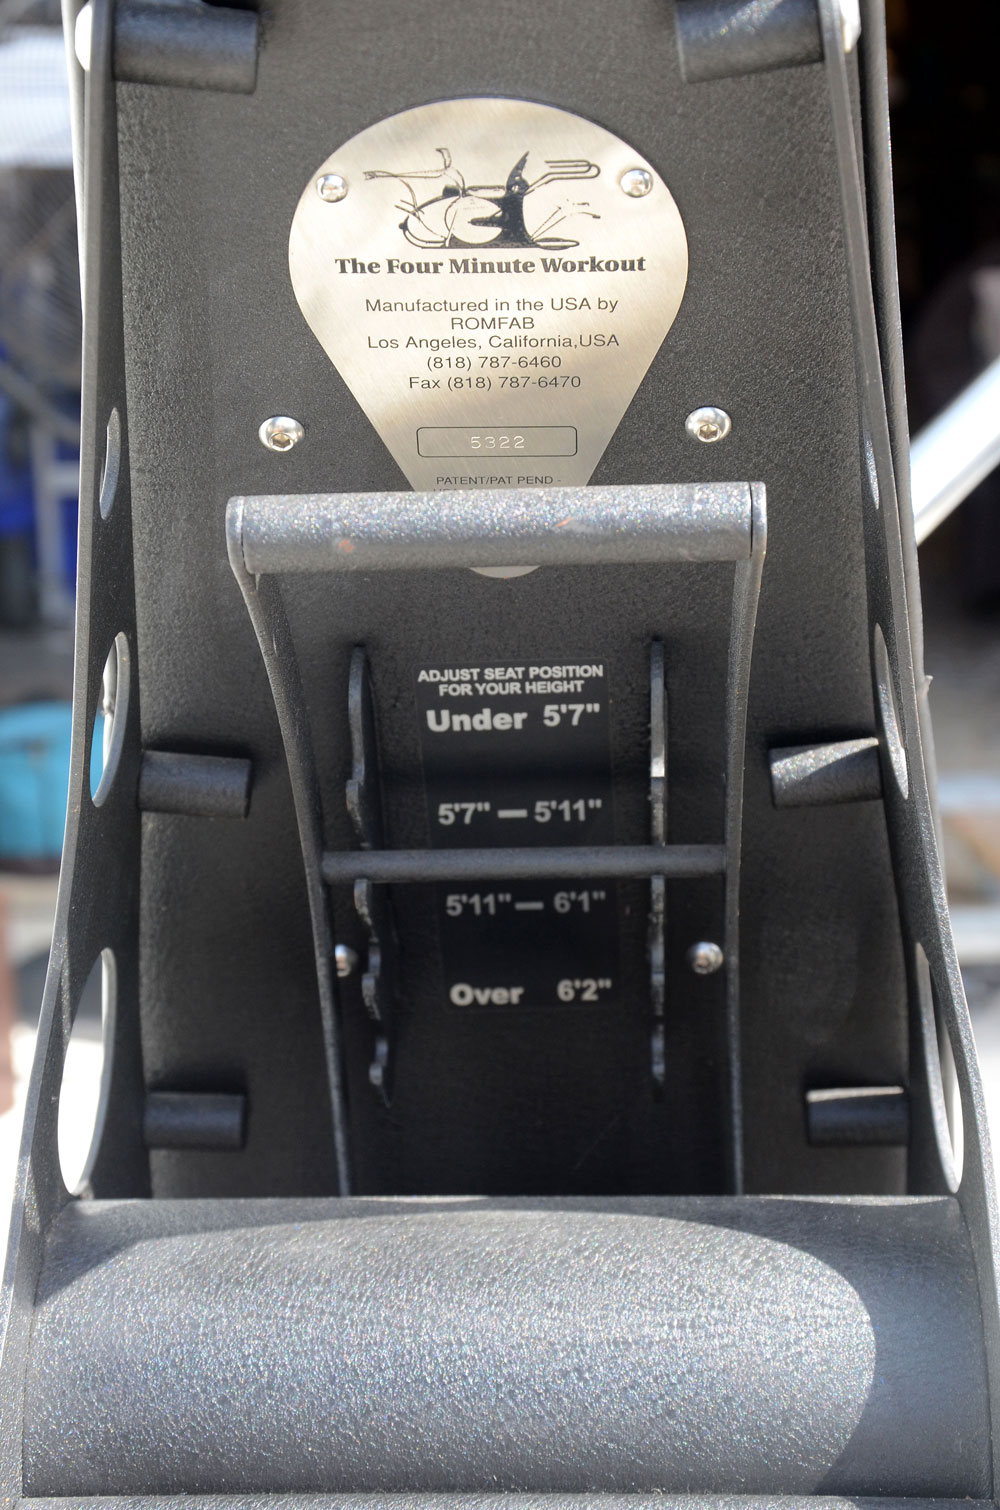 The Four Minute Workout
Manufactured in the USA by
ROMFAB
Los Angeles, California,USA
(818) 787-6460
Fax (818) 787-6470
5322
PATENT/PAT PEND -
ADJUST SEAT POSITION
FOR YOUR HEIGHT
Under 5'7"
5'7" — 5'11"
5'11" — 6'1"
Over 6'2"